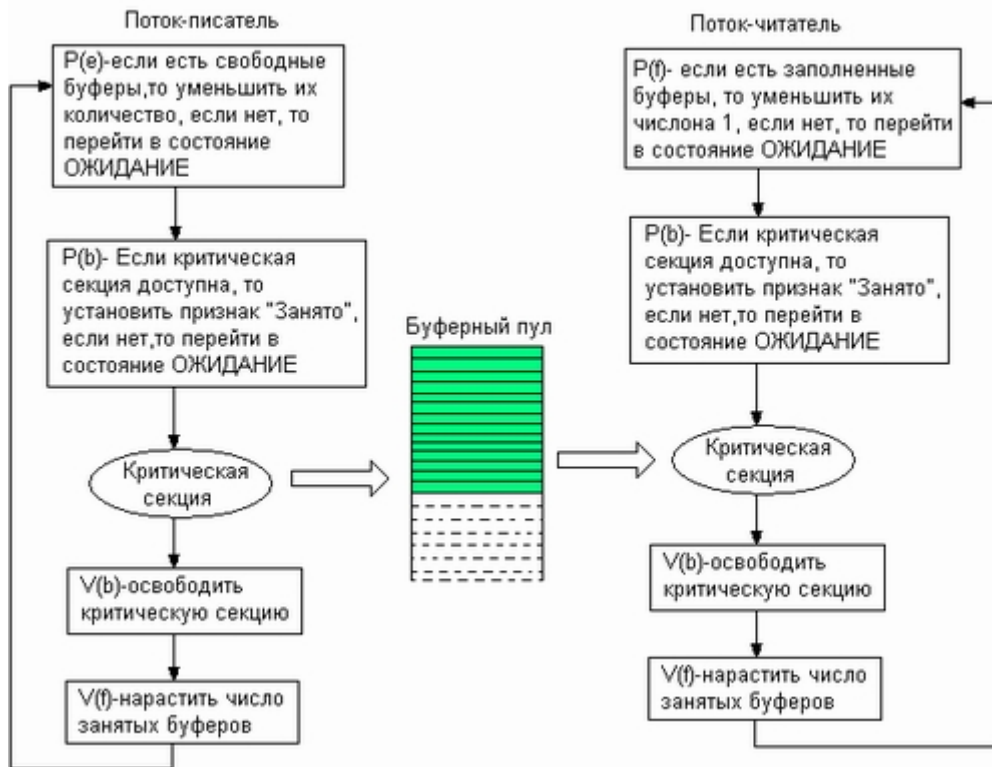 Поток-писатель
P(e)-если есть свободные
буферы,то уменьшить их
количество, если нет, то
перейти в состояние
ОЖИДАНИЕ
P(b)- Если критическая
секция доступна, то
установить признак "Занято",
если нет,то перейти в
состояние ОЖИДАНИЕ
Критическая
секция
V(b)-освободить
критическую секцию
V(f)-нарастить число
занятых буферов
Буферный пул
Поток-читатель
P(f)- если есть заполненные
буферы, то уменьшить их
числона 1, если нет, то перейти
в состояние ОЖИДАНИЕ
P(b)- Если критическая
секция доступна, то
установить признак "Занято",
если нет,то перейти в
состояние ОЖИДАНИЕ
Критическая
секция
V(b)-освободить
критическую секцию
V(f)-нарастить число
занятых буферов